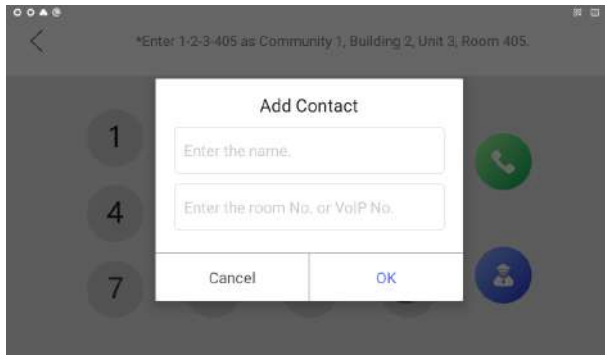 *Enter 1-2-3-405 as Community 1, Building 2, Unit 3, Room 405.
Add Contact
1
Enter the name.
4
Enter the room No. or VoIP No.
7
Cancel
OK